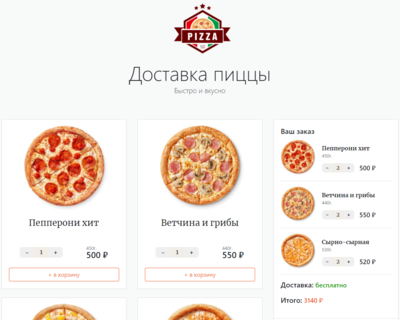 PIZZA
Доставка пиццы
Быстро и вкусно
Пепперони хит
- 1 +
450г.
500 ₽
+ в корзину
Ветчина и грибы
- 1 +
440г.
550 ₽
+ в корзину
Ваш заказ
Пепперони хит
450г.
- 2 +
500 ₽
Ветчина и грибы
440г.
- 2 +
550 ₽
Сырно-сырная
- 2 +
520 ₽
Доставка: бесплатно
Итого: 3140 ₽